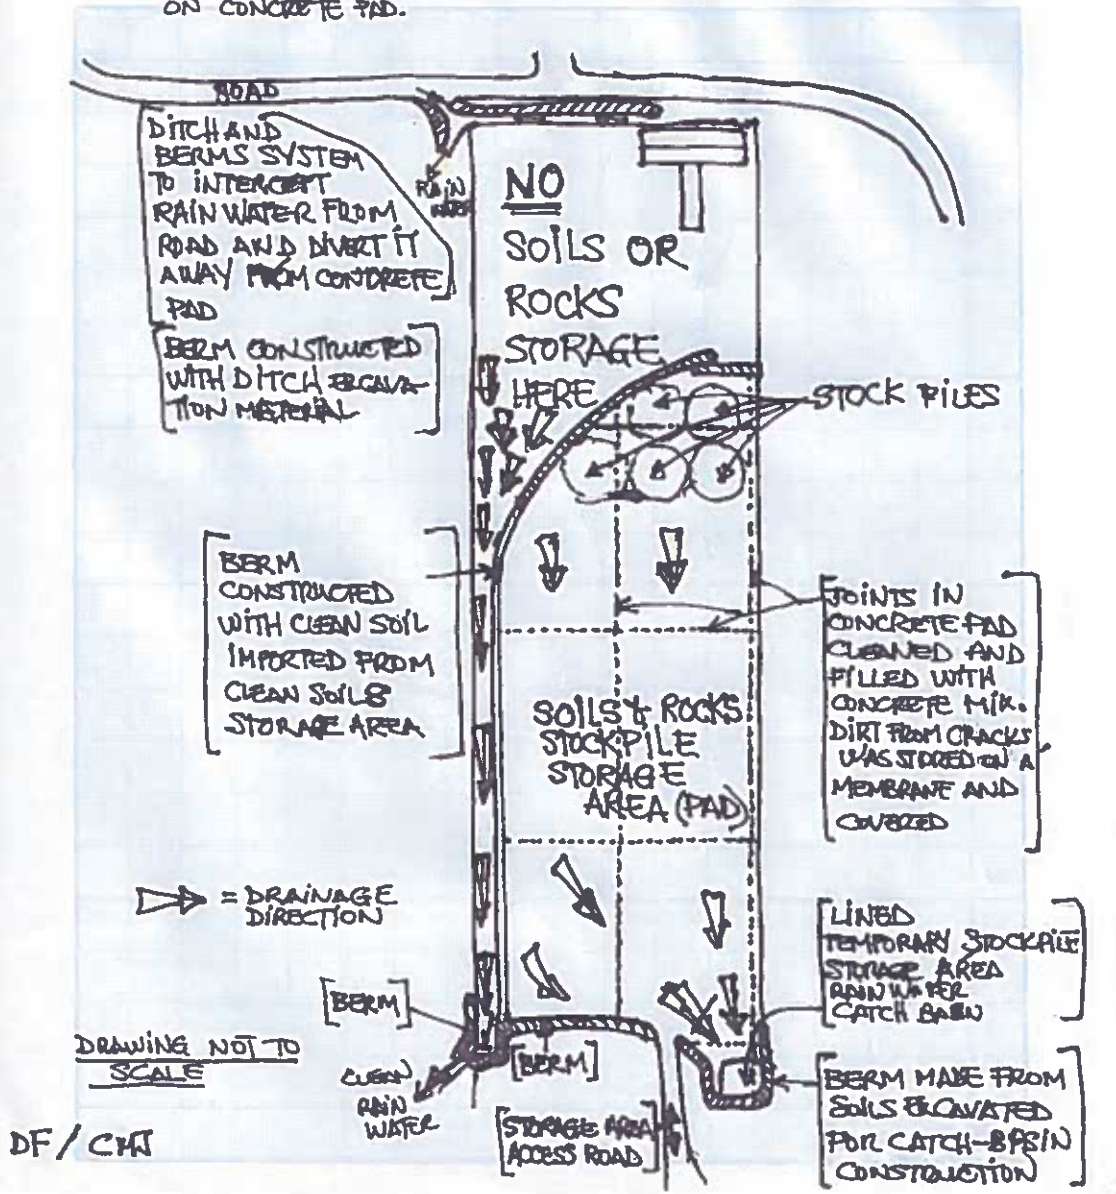 ON CONCRETE PAD.
ROAD
DITCH AND
BERMS SYSTEM
TO INTERCEPT
RAIN WATER FROM
ROAD AND DIVERT IT
AWAY FROM CONDRETE
PAD
RAIN
WATER
BERM CONSTRUCTED
WITH DITCH EXCAVA-
TION MATERIAL
NO
SOILS OR
ROCKS
STORAGE
HERE
STOCK PILES
BERM
CONSTRUCTED
WITH CLEAN SOIL
IMPORTED FROM
CLEAN SOILS
STORAGE AREA
JOINTS IN
CONCRETE PAD
CLEANED AND
FILLED WITH
CONCRETE MIX.
DIRT FROM CRACKS
WAS STORED ON A
MEMBRANE AND
COVERED
SOILS & ROCKS
STOCKPILE
STORAGE
AREA (PAD)
= DRAINAGE
DIRECTION
LINED
TEMPORARY STOCKPILE
STORAGE AREA
RAIN WATER
CATCH BASIN
[BERM]
DRAWING NOT TO
SCALE
[BERM]
CLEAN
RAIN
WATER
STORAGE AREA
ACCESS ROAD
BERM MADE FROM
SOILS EXCAVATED
FOR CATCH-BASIN
CONSTRUCTION
DF/CMJ